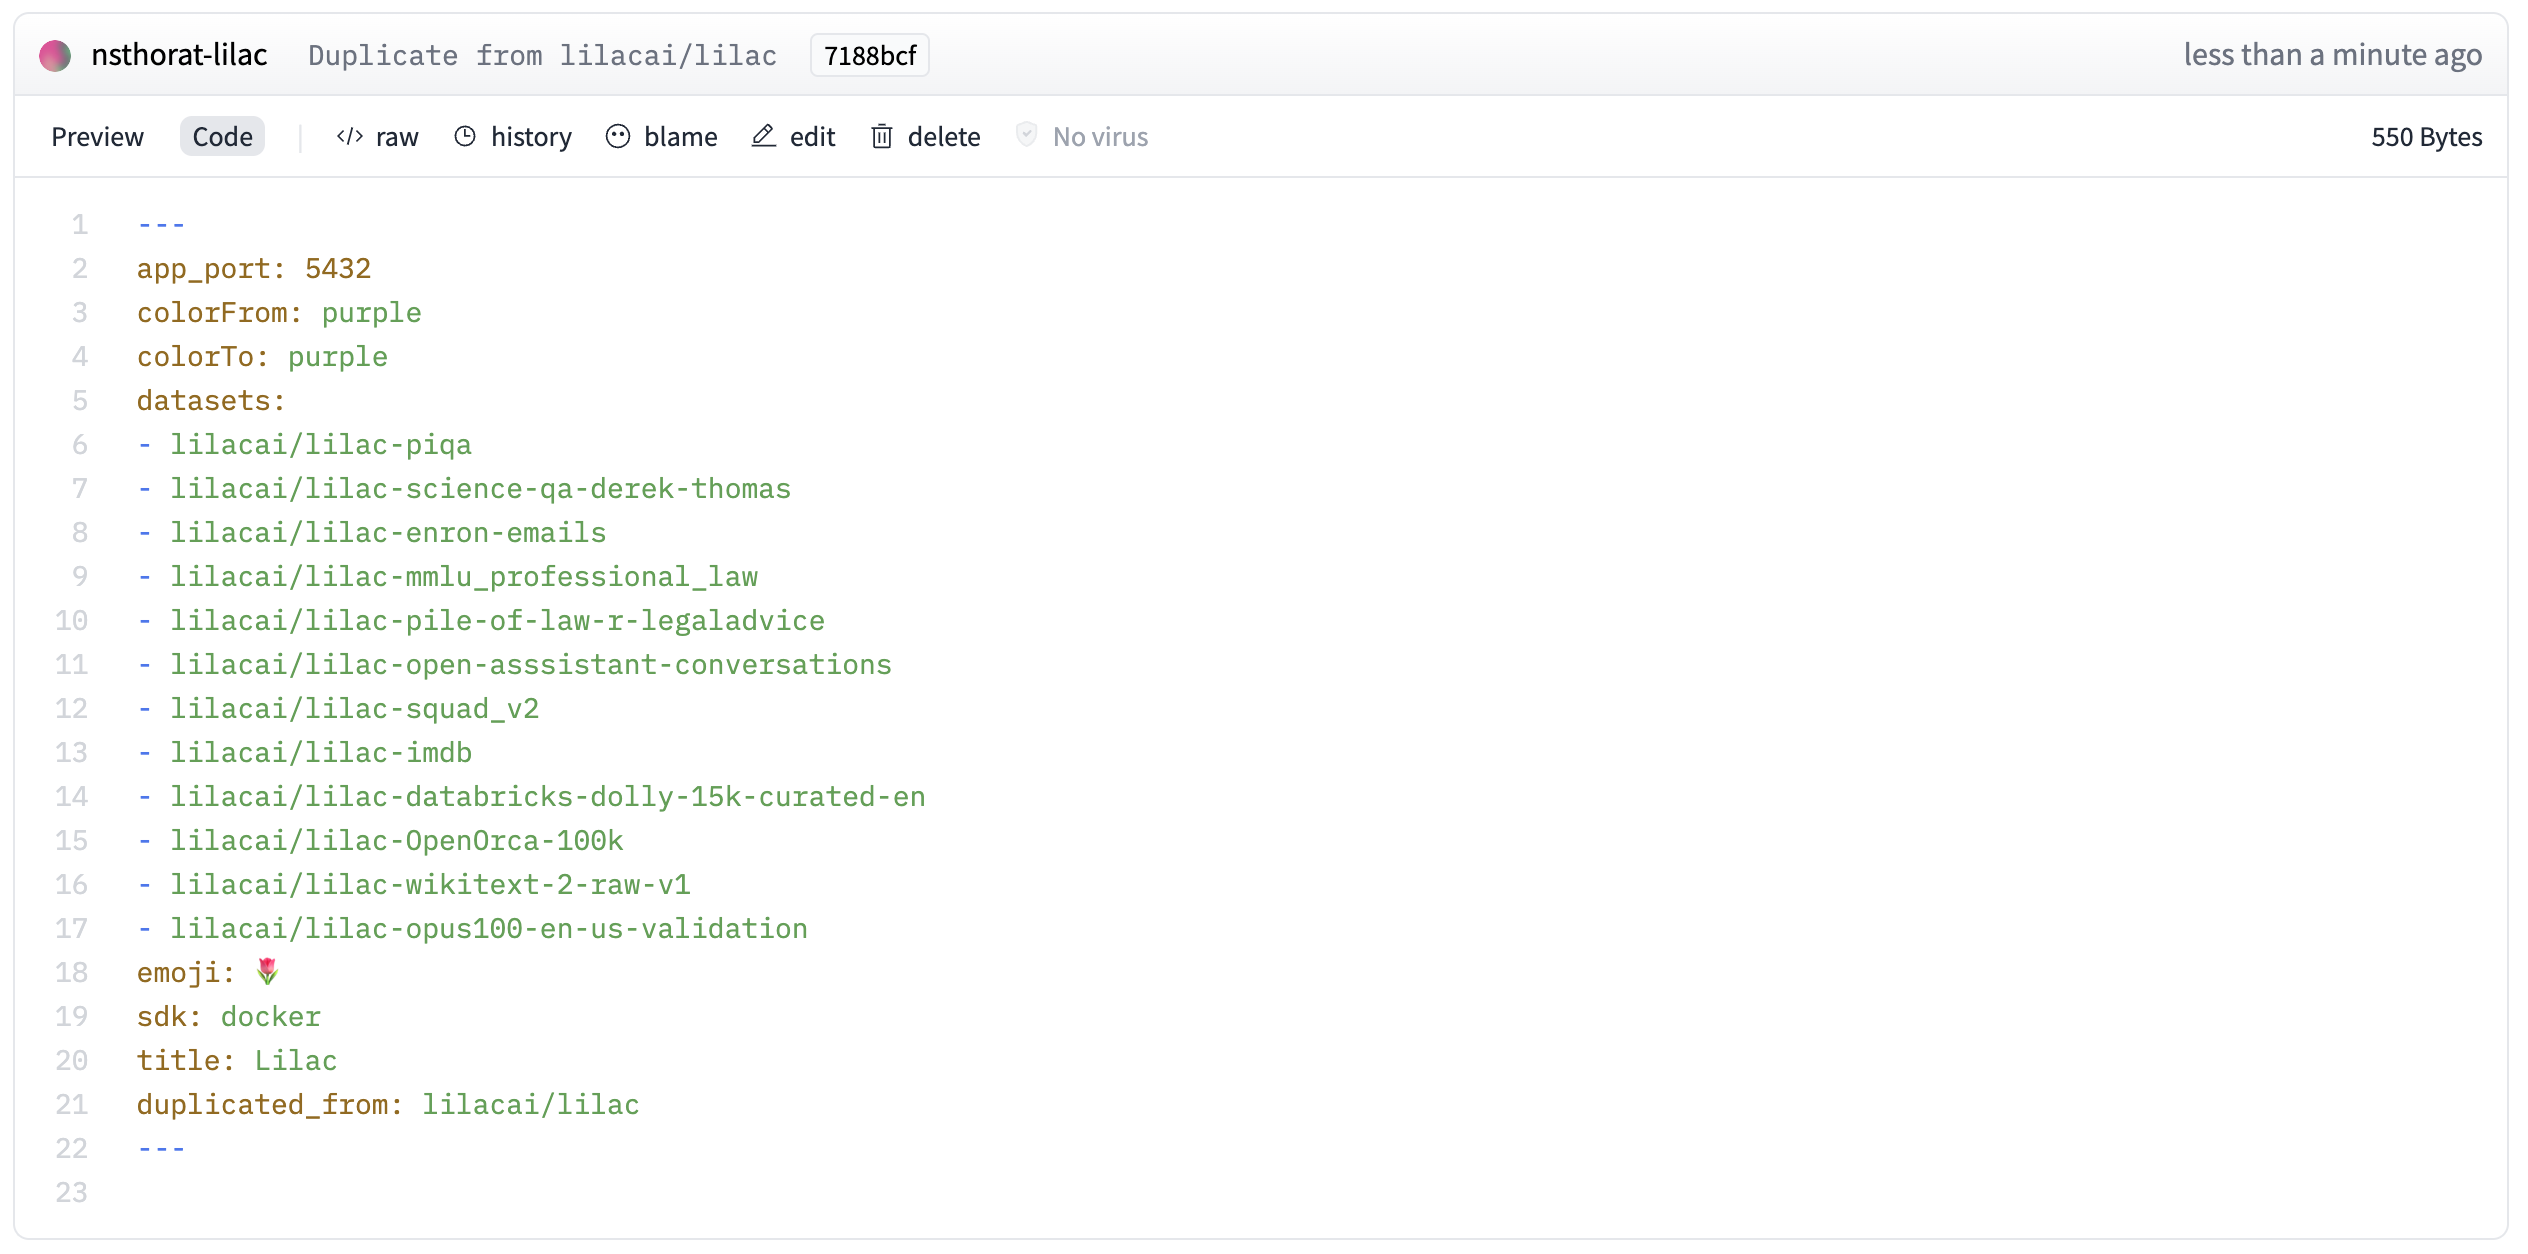 nsthorat-lilac Duplicate from lilacai/lilac 7188bcf less than a minute ago
Preview Code </> raw history blame edit delete No virus 550 Bytes
1 ---
2 app_port: 5432
3 colorFrom: purple
4 colorTo: purple
5 datasets:
6 - lilacai/lilac-piqa
7 - lilacai/lilac-science-qa-derek-thomas
8 - lilacai/lilac-enron-emails
9 - lilacai/lilac-mmlu_professional_law
10 - lilacai/lilac-pile-of-law-r-legaladvice
11 - lilacai/lilac-open-asssistant-conversations
12 - lilacai/lilac-squad_v2
13 - lilacai/lilac-imdb
14 - lilacai/lilac-databricks-dolly-15k-curated-en
15 - lilacai/lilac-OpenOrca-100k
16 - lilacai/lilac-wikitext-2-raw-v1
17 - lilacai/lilac-opus100-en-us-validation
18 emoji: 🌷
19 sdk: docker
20 title: Lilac
21 duplicated_from: lilacai/lilac
22 ---
23